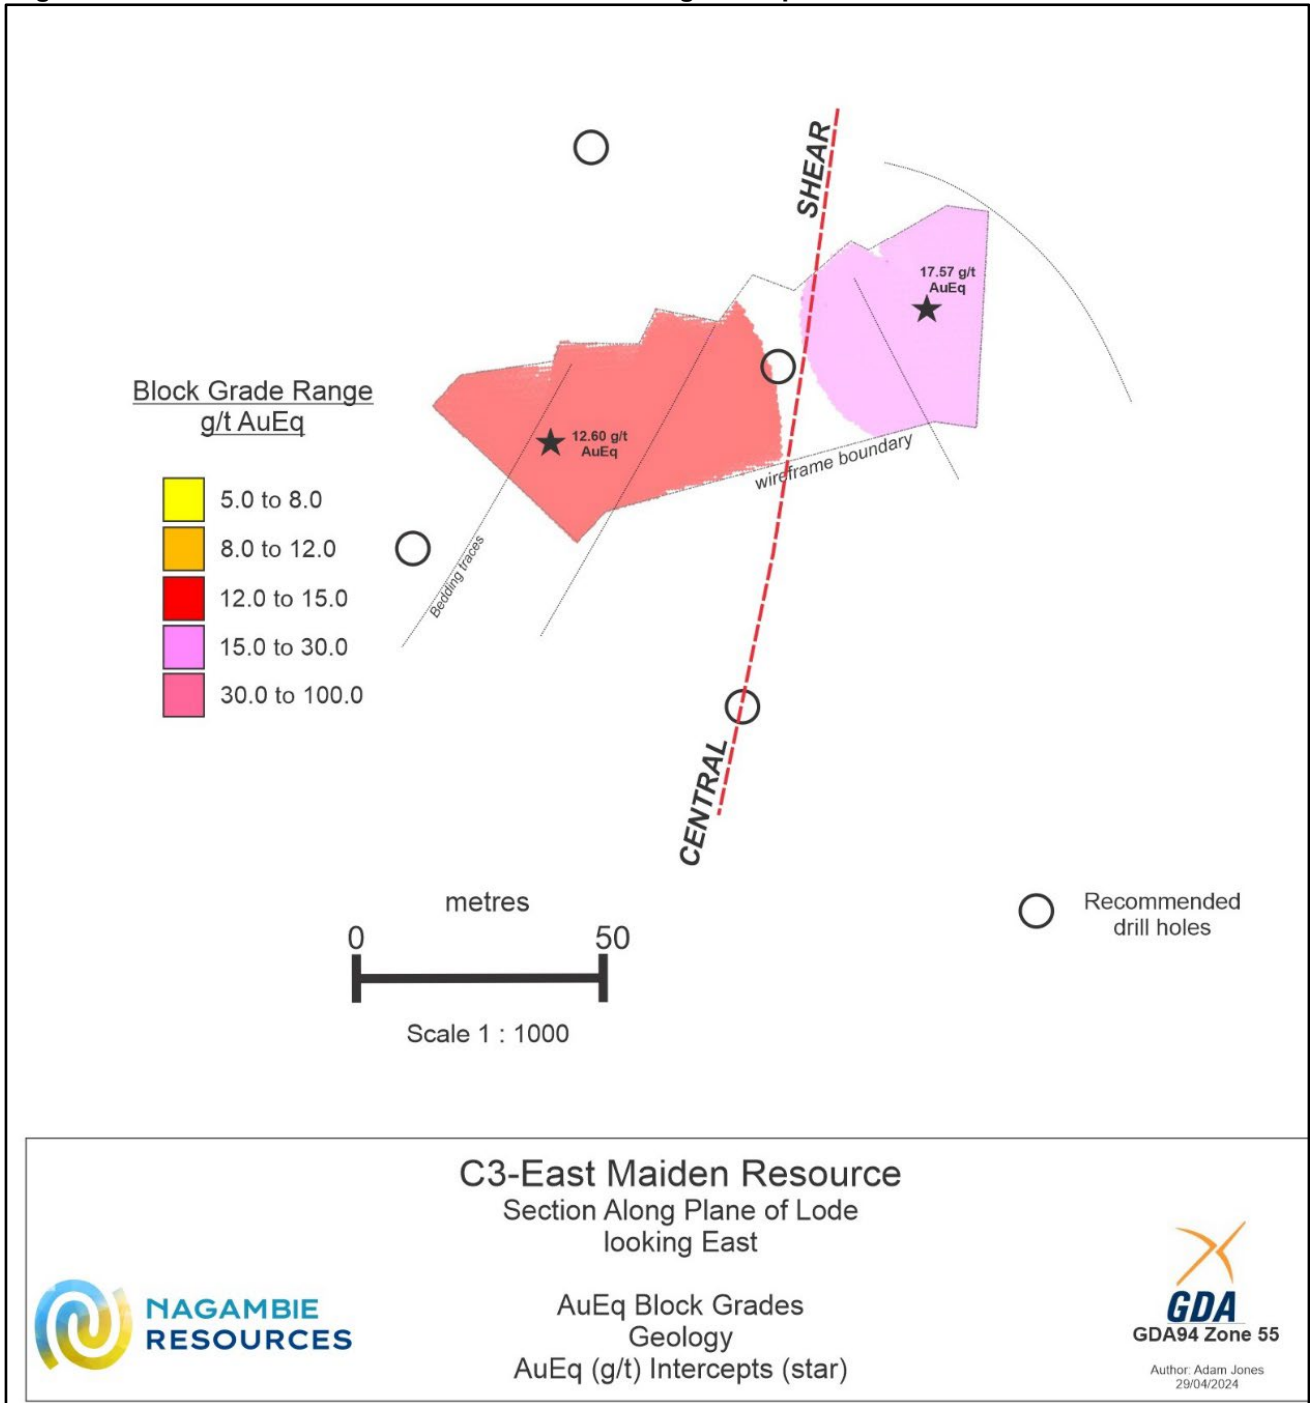 SHEAR
17.57 g/t
AuEq
Block Grade Range
g/t AuEq
12.60 g/t
AuEq
wireframe boundary
5.0 to 8.0
8.0 to 12.0
12.0 to 15.0
15.0 to 30.0
30.0 to 100.0
Bedding traces
CENTRAL
metres
0 50
Scale 1 : 1000
Recommended
drill holes
C3-East Maiden Resource
Section Along Plane of Lode
looking East
AuEq Block Grades
Geology
AuEq (g/t) Intercepts (star)
NAGAMBIE
RESOURCES
GDA
GDA94 Zone 55
Author: Adam Jones
29/04/2024